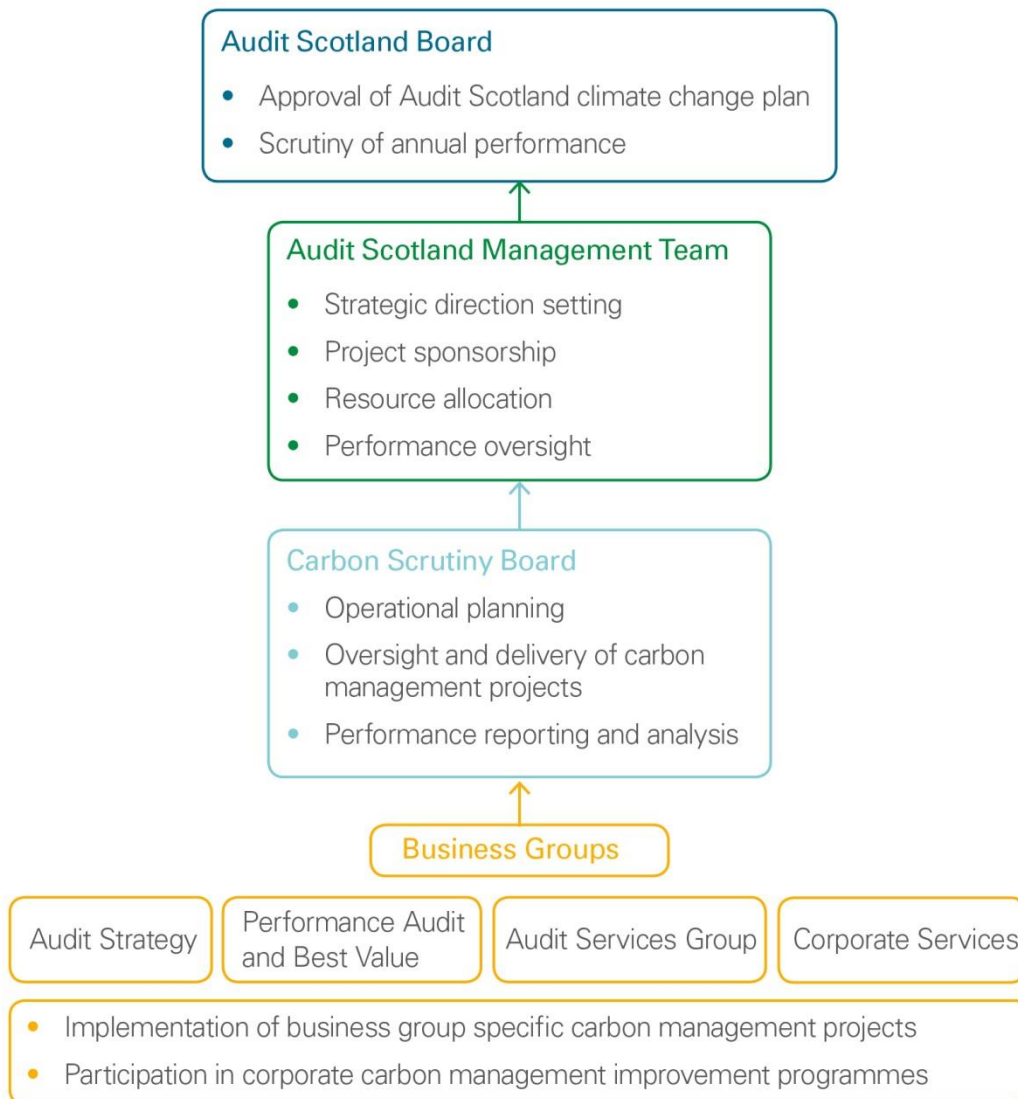 Audit Scotland Board
• Approval of Audit Scotland climate change plan
• Scrutiny of annual performance
Audit Scotland Management Team
• Strategic direction setting
• Project sponsorship
• Resource allocation
• Performance oversight
Carbon Scrutiny Board
• Operational planning
• Oversight and delivery of carbon
management projects
• Performance reporting and analysis
Business Groups
Audit Strategy
Performance Audit
and Best Value
Audit Services Group
Corporate Services
• Implementation of business group specific carbon management projects
• Participation in corporate carbon management improvement programmes